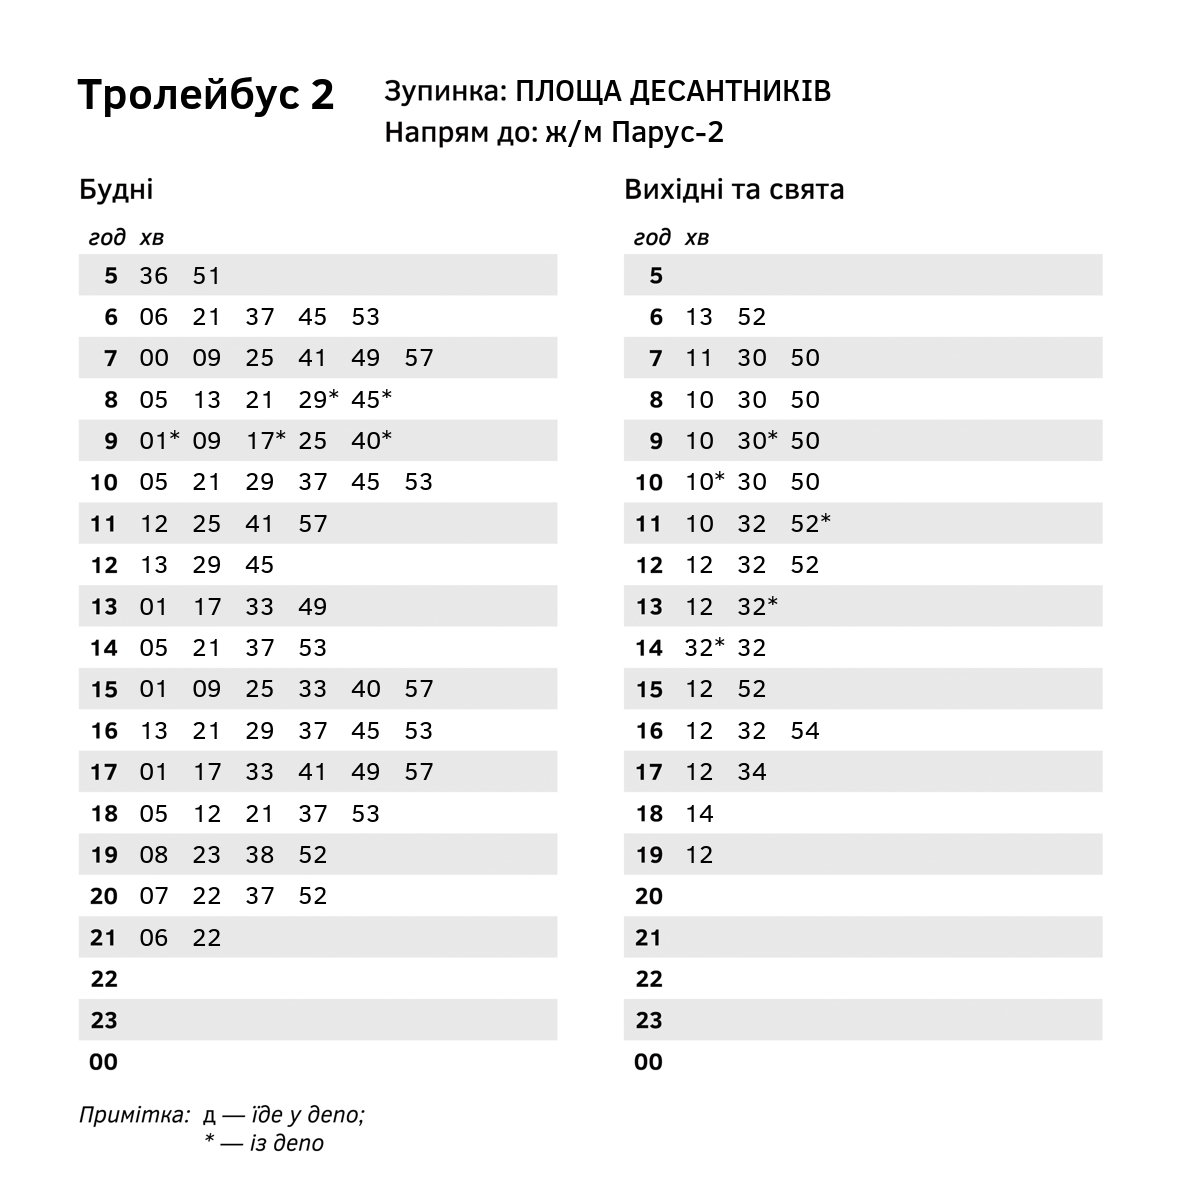 Тролейбус 2
Зупинка: ПЛОЩА ДЕСАНТНИКІВ
Напрям до: ж/м Парус-2
Будні
год хв
5 36 51
6 06 21 37 45 53
7 00 09 25 41 49 57
8 05 13 21 29* 45*
9 01* 09 17* 25 40*
10 05 21 29 37 45 53
11 12 25 41 57
12 13 29 45
13 01 17 33 49
14 05 21 37 53
15 01 09 25 33 40 57
16 13 21 29 37 45 53
17 01 17 33 41 49 57
18 05 12 21 37 53
19 08 23 38 52
20 07 22 37 52
21 06 22
22
23
00
Вихідні та свята
год хв
5
6 13 52
7 11 30 50
8 10 30 50
9 10 30* 50
10 10* 30 50
11 10 32 52*
12 12 32 52
13 12 32*
14 32* 32
15 12 52
16 12 32 54
17 12 34
18 14
19 12
20
21
22
23
00
Примітка: д — їде у депо;
* — із депо